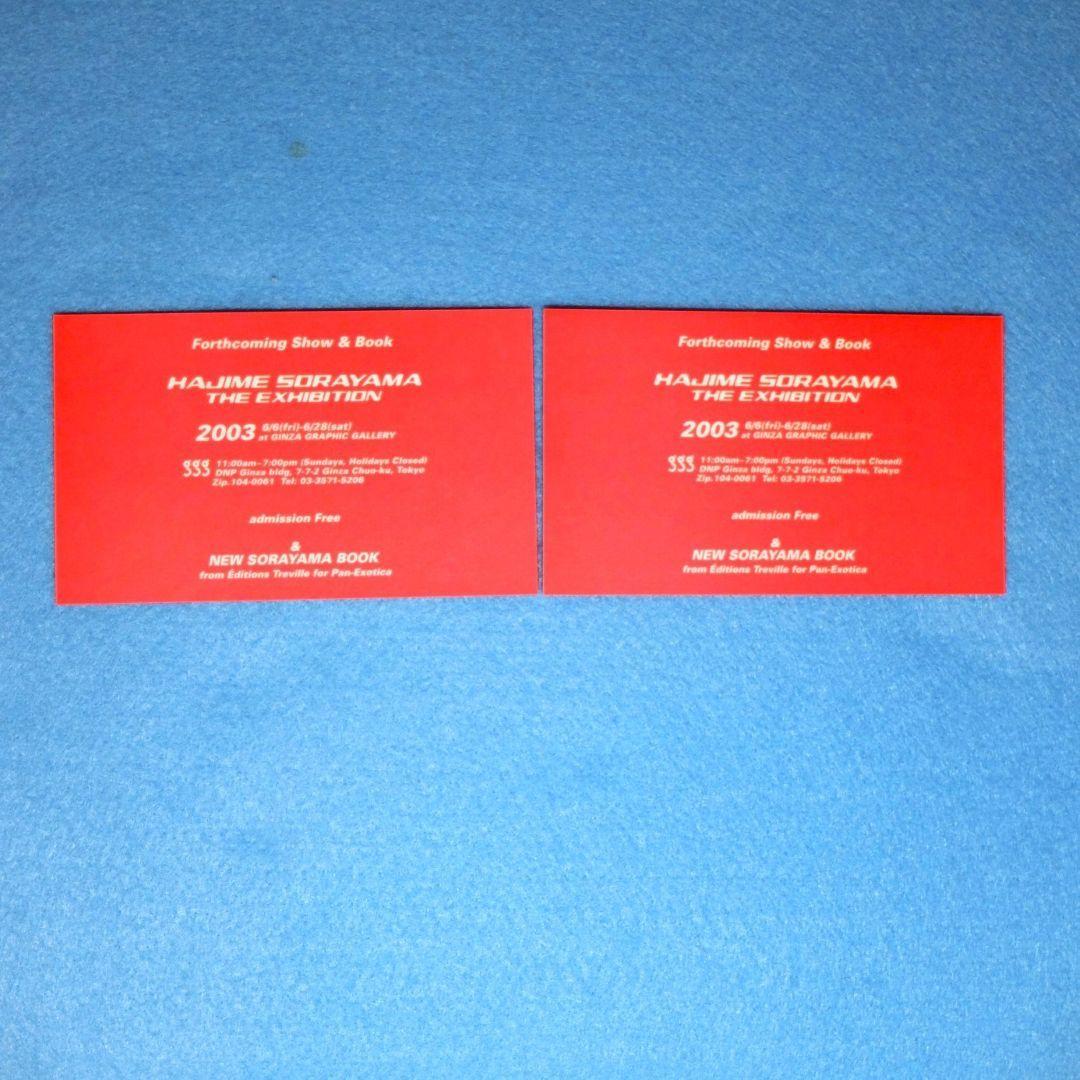 Forthcoming Show & Book
HAJIME SORAYAMA
THE EXHIBITION
2003 6/6(fri)-6/28(sat)
at GINZA GRAPHIC GALLERY
ggg 11:00am-7:00pm (Sundays, Holidays Closed)
DNP Ginza bldg, 7-7-2 Ginza Chuo-ku, Tokyo
Zip.104-0061 Tel: 03-3571-5206
admission Free
&
NEW SORAYAMA BOOK
from Éditions Treville for Pan-Exotica
Forthcoming Show & Book
HAJIME SORAYAMA
THE EXHIBITION
2003 6/6(fri)-6/28(sat)
at GINZA GRAPHIC GALLERY
ggg 11:00am-7:00pm (Sundays, Holidays Closed)
DNP Ginza bldg, 7-7-2 Ginza Chuo-ku, Tokyo
Zip.104-0061 Tel: 03-3571-5206
admission Free
&
NEW SORAYAMA BOOK
from Éditions Treville for Pan-Exotica